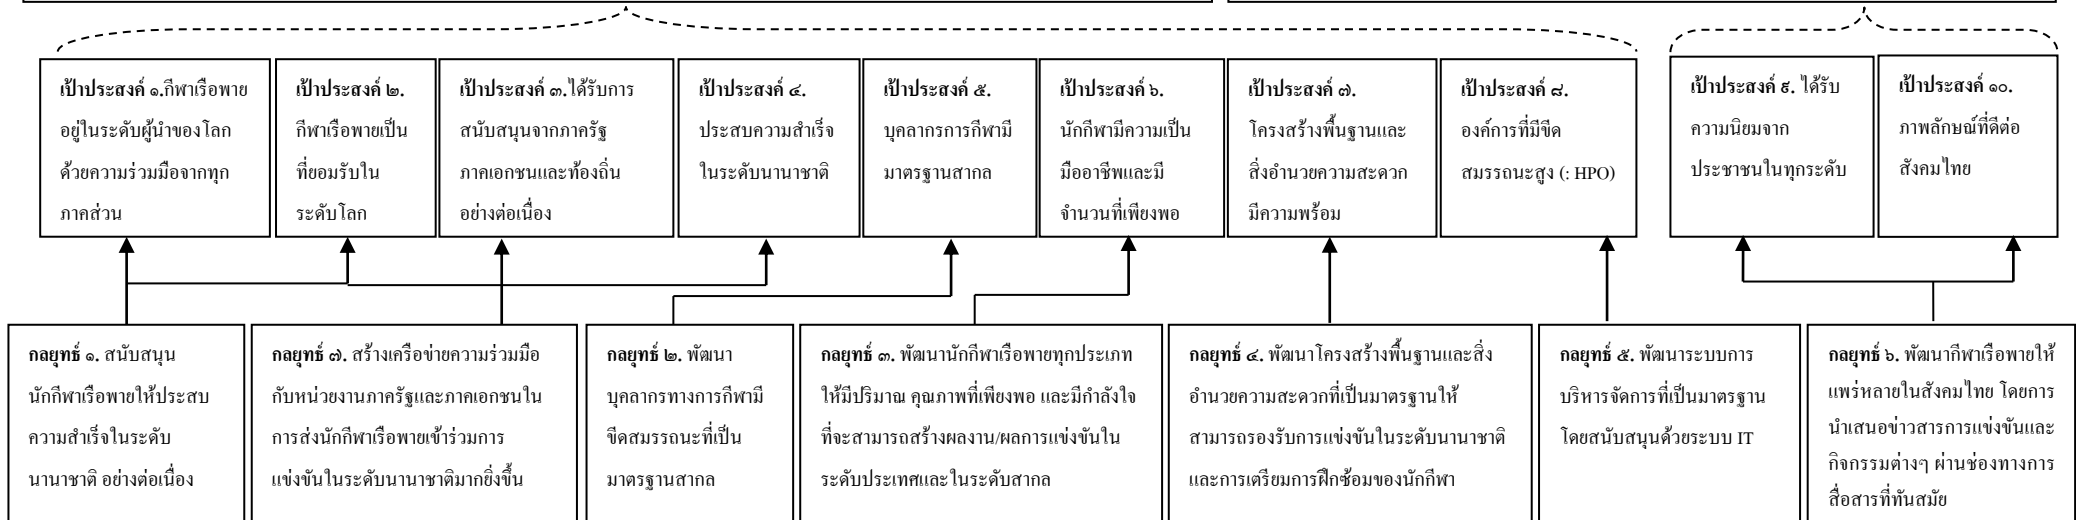 เป้าประสงค์ ๑.กีฬาเรือพาย
อยู่ในระดับผู้นำของโลก
ด้วยความร่วมมือจากทุก
ภาคส่วน
เป้าประสงค์ ๒.
กีฬาเรือพายเป็น
ที่ยอมรับใน
ระดับโลก
เป้าประสงค์ ๓.ได้รับการ
สนับสนุนจากภาครัฐ
ภาคเอกชนและท้องถิ่น
อย่างต่อเนื่อง
เป้าประสงค์ ๔.
ประสบความสำเร็จ
ในระดับนานาชาติ
เป้าประสงค์ ๕.
บุคลากรการกีฬามี
มาตรฐานสากล
เป้าประสงค์ ๖.
นักกีฬามีความเป็น
มืออาชีพและมี
จำนวนที่เพียงพอ
เป้าประสงค์ ๗.
โครงสร้างพื้นฐานและ
สิ่งอำนวยความสะดวก
มีความพร้อม
เป้าประสงค์ ๘.
องค์การที่มีขีด
สมรรถนะสูง (: HPO)
เป้าประสงค์ ๙. ได้รับ
ความนิยมจาก
ประชาชนในทุกระดับ
เป้าประสงค์ ๑๐.
ภาพลักษณ์ที่ดีต่อ
สังคมไทย
กลยุทธ์ ๑. สนับสนุน
นักกีฬาเรือพายให้ประสบ
ความสำเร็จในระดับ
นานาชาติ อย่างต่อเนื่อง
กลยุทธ์ ๗. สร้างเครือข่ายความร่วมมือ
กับหน่วยงานภาครัฐและภาคเอกชนใน
การส่งนักกีฬาเรือพายเข้าร่วมการ
แข่งขันในระดับนานาชาติมากยิ่งขึ้น
กลยุทธ์ ๒. พัฒนา
บุคลากรทางการกีฬามี
ขีดสมรรถนะที่เป็น
มาตรฐานสากล
กลยุทธ์ ๓. พัฒนานักกีฬาเรือพายทุกประเภท
ให้มีปริมาณ คุณภาพที่เพียงพอ และมีกำลังใจ
ที่จะสามารถสร้างผลงาน/ผลการแข่งขันใน
ระดับประเทศและในระดับสากล
กลยุทธ์ ๔. พัฒนาโครงสร้างพื้นฐานและสิ่ง
อำนวยความสะดวกที่เป็นมาตรฐานให้
สามารถรองรับการแข่งขันในระดับนานาชาติ
และการเตรียมการฝึกซ้อมของนักกีฬา
กลยุทธ์ ๕. พัฒนาระบบการ
บริหารจัดการที่เป็นมาตรฐาน
โดยสนับสนุนด้วยระบบ IT
กลยุทธ์ ๖. พัฒนากีฬาเรือพายให้
แพร่หลายในสังคมไทย โดยการ
นำเสนอข่าวสารการแข่งขันและ
กิจกรรมต่างๆ ผ่านช่องทางการ
สื่อสารที่ทันสมัย